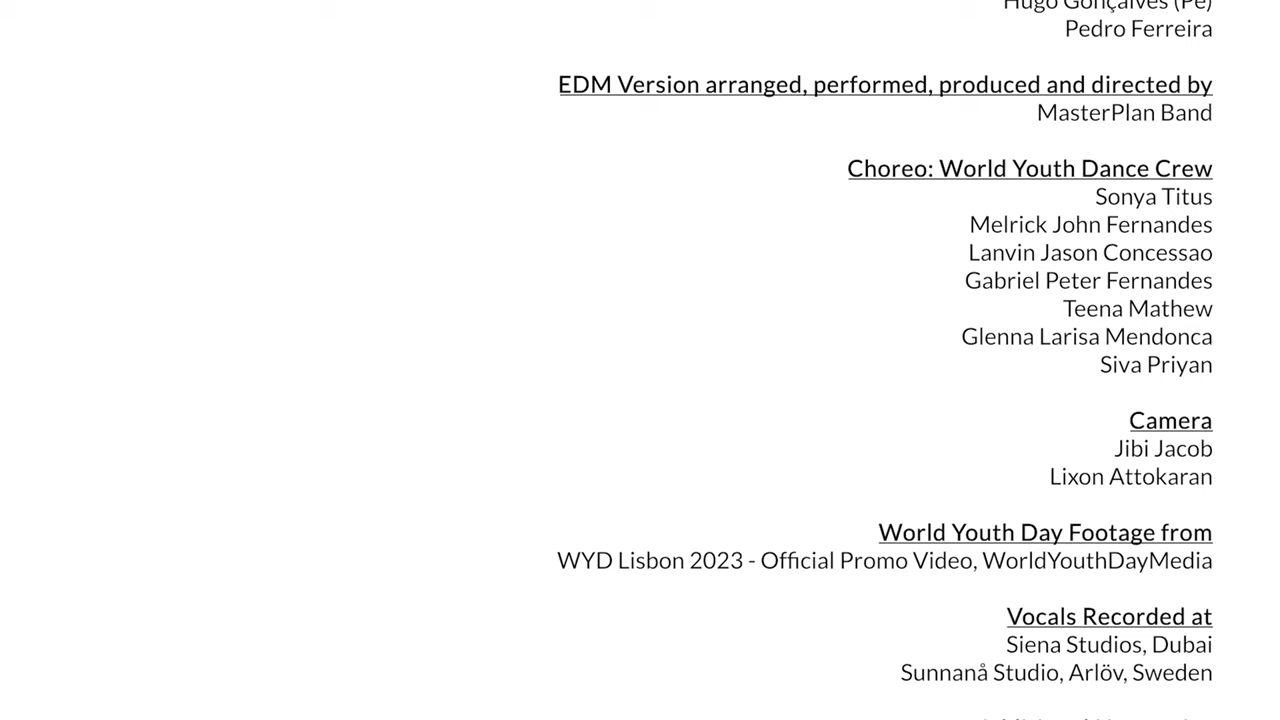 Hugo Gonçalves (Pe)
Pedro Ferreira
EDM Version arranged, performed, produced and directed by
MasterPlan Band
Choreo: World Youth Dance Crew
Sonya Titus
Melrick John Fernandes
Lanvin Jason Concessao
Gabriel Peter Fernandes
Teena Mathew
Glenna Larisa Mendonca
Siva Priyan
Camera
Jibi Jacob
Lixon Attokaran
World Youth Day Footage from
WYD Lisbon 2023 - Official Promo Video, WorldYouthDayMedia
Vocals Recorded at
Siena Studios, Dubai
Sunnanå Studio, Arlöv, Sweden